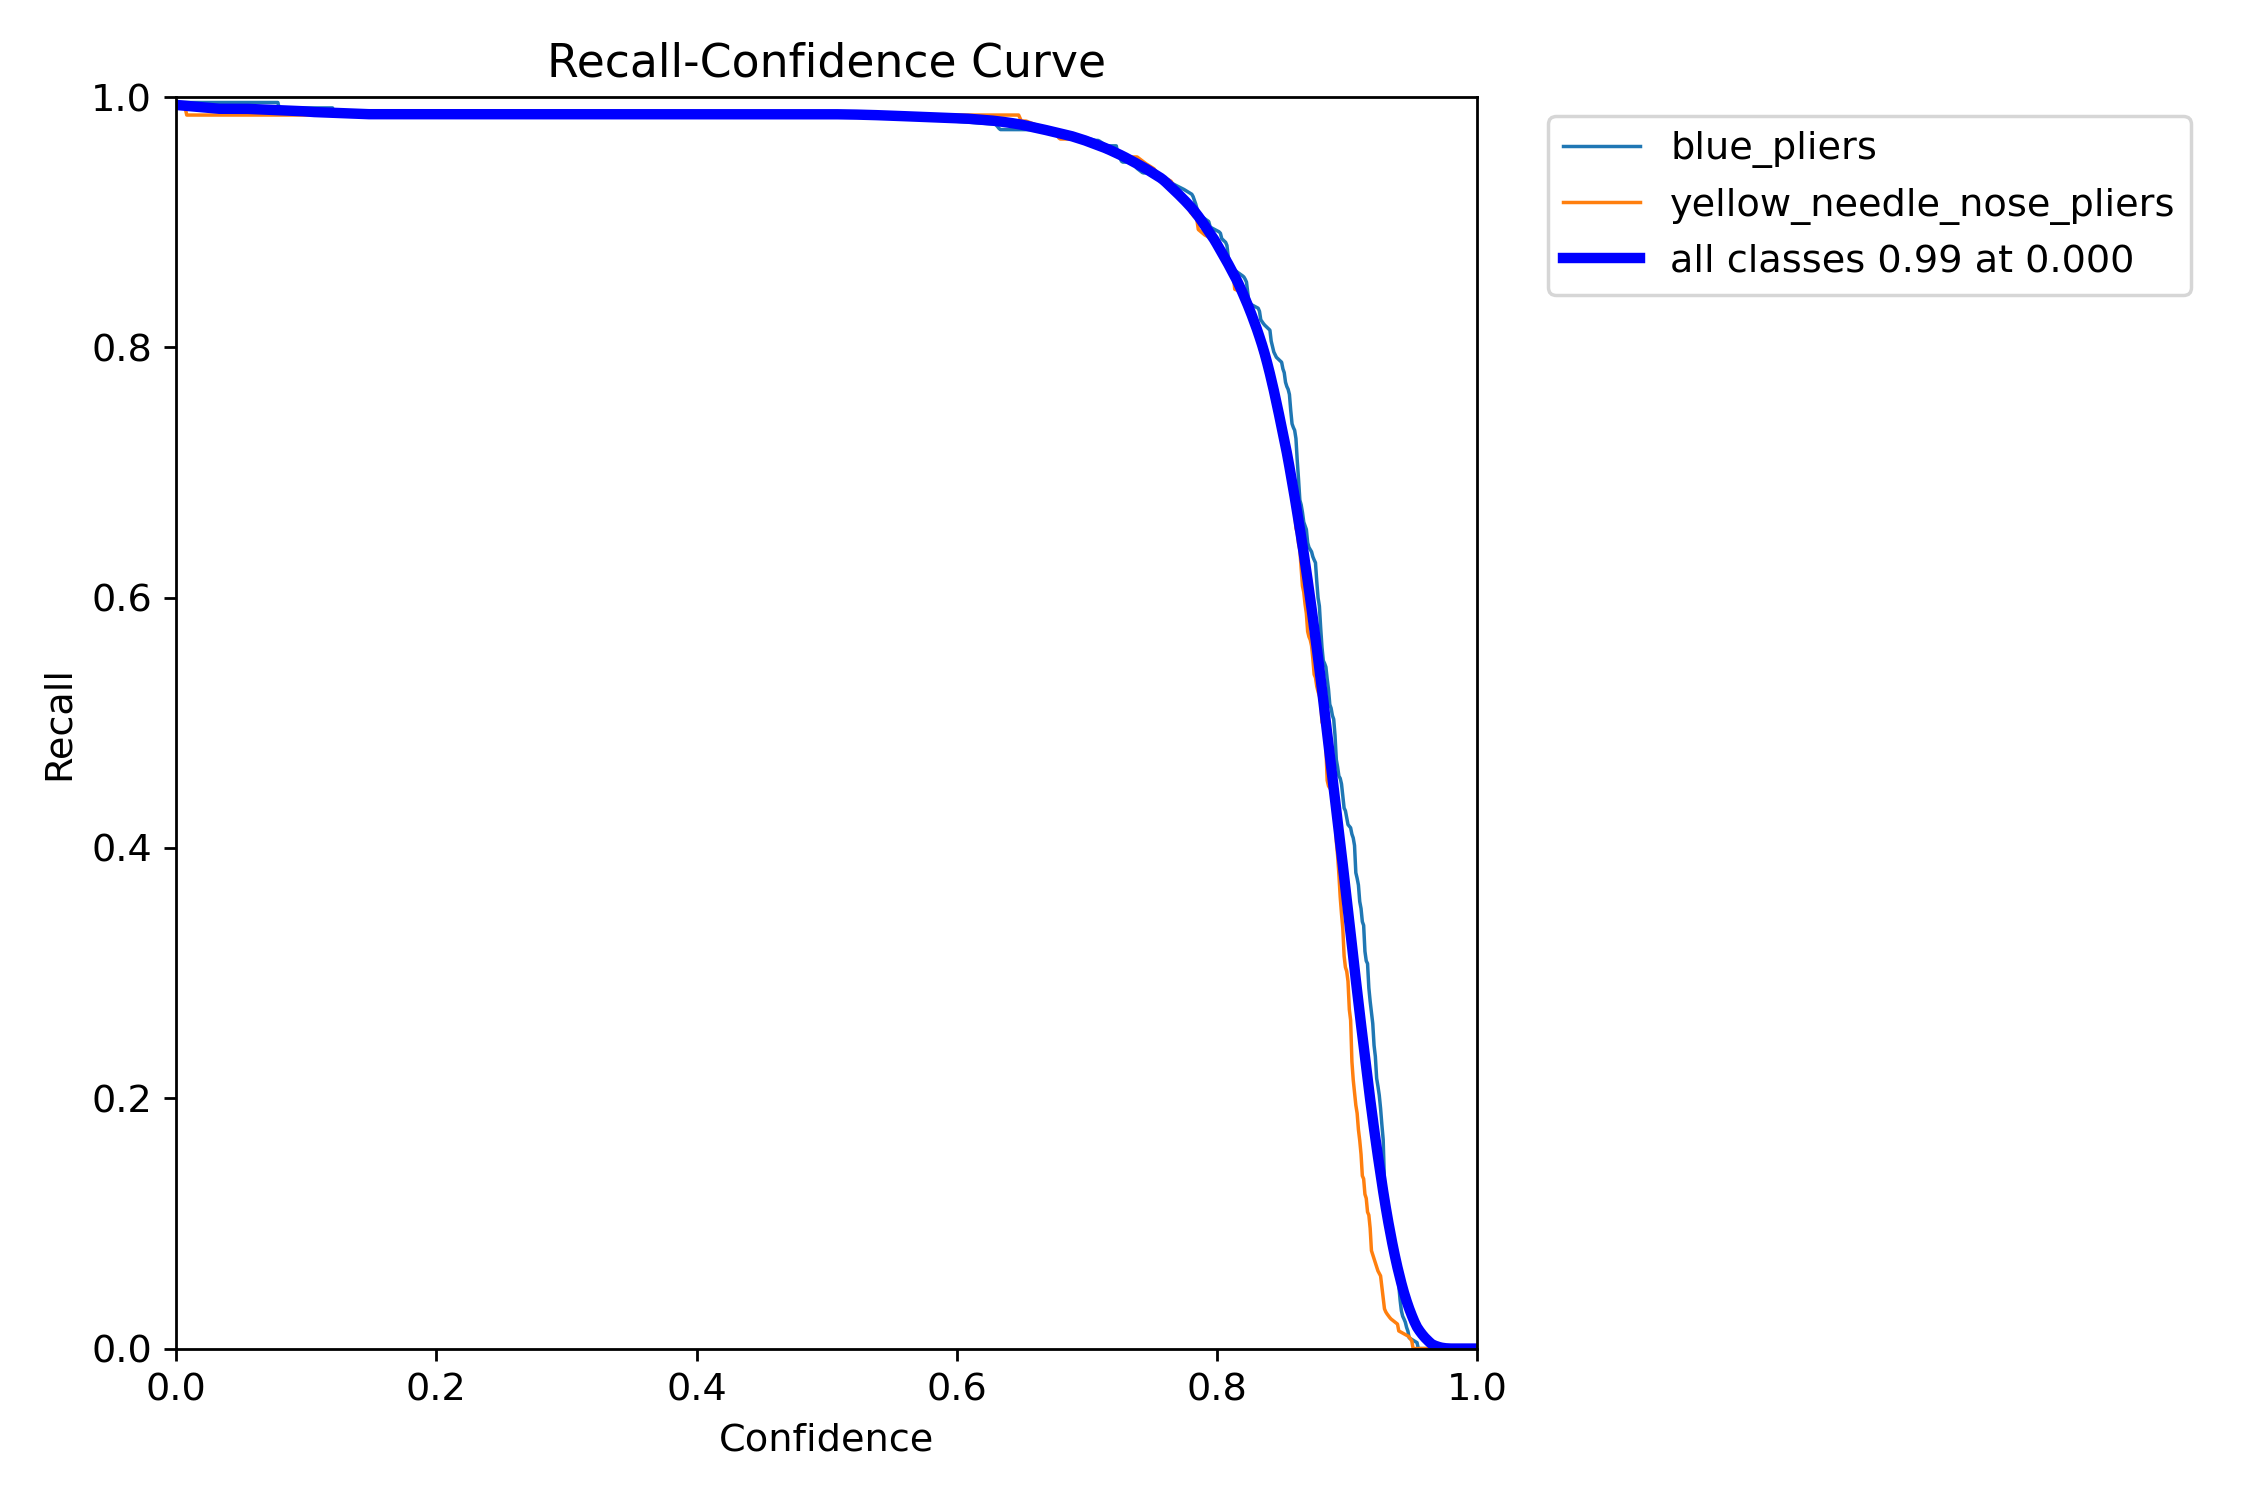 Recall-Confidence Curve
1.0
0.8
0.6
0.4
0.2
0.0
Recall
0.0 0.2 0.4 0.6 0.8 1.0
Confidence
blue_pliers
yellow_needle_nose_pliers
all classes 0.99 at 0.000